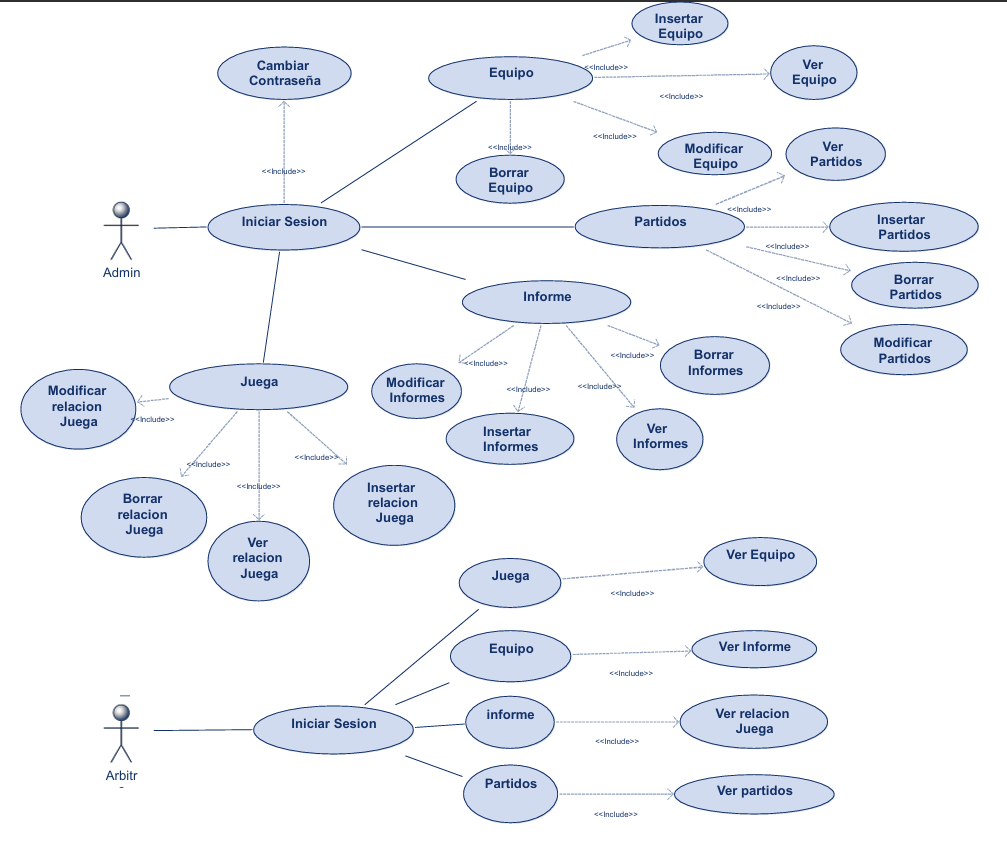 Insertar
Equipo
Cambiar
Contraseña
Equipo
<<Include>>
Ver
Equipo
<<Include>>
<<Include>>
<<Include>>
Modificar
Equipo
Ver
Partidos
<<Include>>
Borrar
Equipo
Admin
Iniciar Sesion
Partidos
<<Include>>
Insertar
Partidos
<<Include>>
<<Include>>
Borrar
Partidos
<<Include>>
Modificar
Partidos
Informe
<<Include>>
<<Include>>
<<Include>>
<<Include>>
Borrar
Informes
Modificar
Informes
Insertar
Informes
Ver
Informes
Juega
Modificar
relacion
Juega
<<Include>>
<<Include>>
<<Include>>
<<Include>>
Borrar
relacion
Juega
Ver
relacion
Juega
Insertar
relacion
Juega
Juega
<<Include>>
Ver Equipo
Equipo
<<Include>>
Ver Informe
Arbitr
Iniciar Sesion
informe
<<Include>>
Ver relacion
Juega
Partidos
<<Include>>
Ver partidos